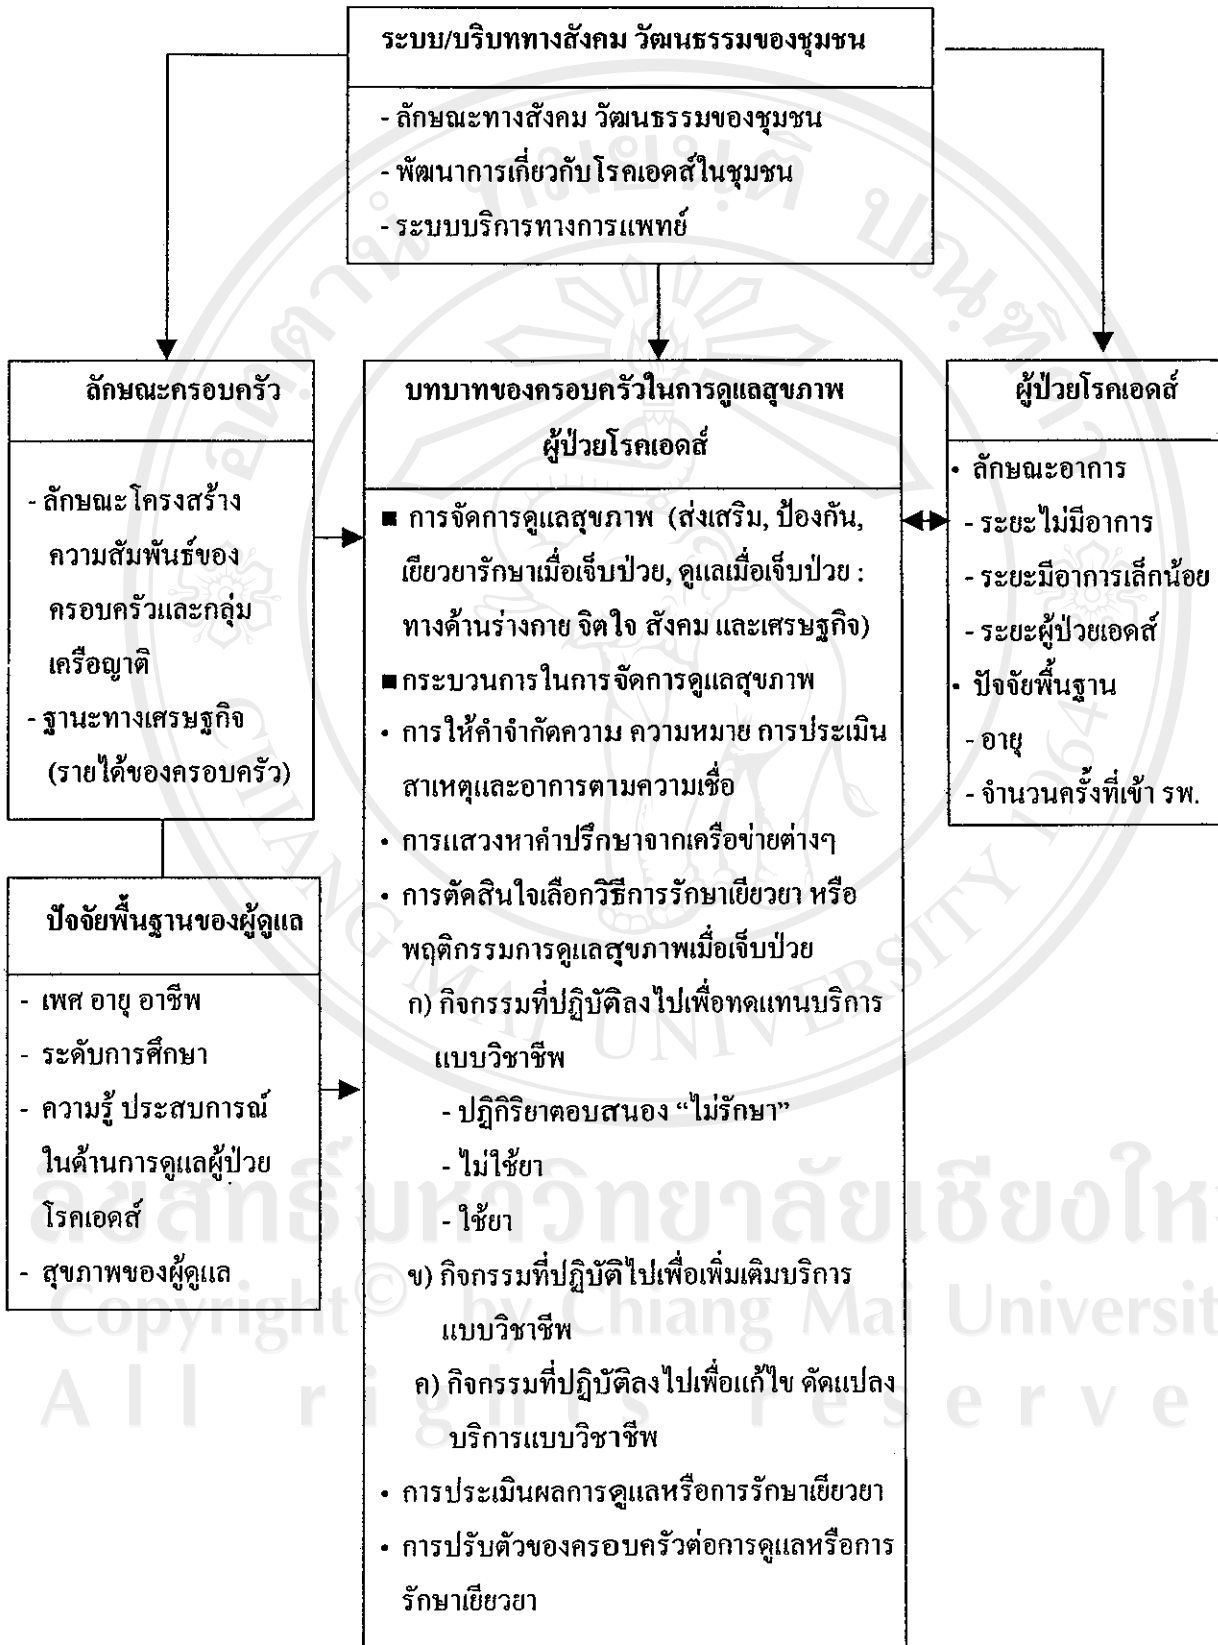 ระบบ/บริบททางสังคม วัฒนธรรมของชุมชน
- ลักษณะทางสังคม วัฒนธรรมของชุมชน
- พัฒนาการเกี่ยวกับโรคเอดส์ในชุมชน
- ระบบบริการทางการแพทย์
ลักษณะครอบครัว
- ลักษณะโครงสร้าง
ความสัมพันธ์ของ
ครอบครัวและกลุ่ม
เครือญาติ
- ฐานะทางเศรษฐกิจ
(รายได้ของครอบครัว)
ปัจจัยพื้นฐานของผู้ดูแล
- เพศ อายุ อาชีพ
- ระดับการศึกษา
- ความรู้ ประสบการณ์
ในด้านการดูแลผู้ป่วย
โรคเอดส์
- สุขภาพของผู้ดูแล
บทบาทของครอบครัวในการดูแลสุขภาพ
ผู้ป่วยโรคเอดส์
■ การจัดการดูแลสุขภาพ (ส่งเสริม, ป้องกัน,
เยียวยารักษาเมื่อเจ็บป่วย, ดูแลเมื่อเจ็บป่วย :
ทางด้านร่างกาย จิตใจ สังคม และเศรษฐกิจ)
■ กระบวนการในการจัดการดูแลสุขภาพ
• การให้คำจำกัดความ ความหมาย การประเมิน
สาเหตุและอาการตามความเชื่อ
• การแสวงหาคำปรึกษาจากเครือข่ายต่างๆ
• การตัดสินใจเลือกวิธีการรักษาเยียวยา หรือ
พฤติกรรมการดูแลสุขภาพเมื่อเจ็บป่วย
ก) กิจกรรมที่ปฏิบัติลงไปเพื่อทดแทนบริการ
แบบวิชาชีพ
- ปฏิกิริยาตอบสนอง “ไม่รักษา”
- ไม่ใช้ยา
- ใช้ยา
ข) กิจกรรมที่ปฏิบัติไปเพื่อเพิ่มเติมบริการ
แบบวิชาชีพ
ค) กิจกรรมที่ปฏิบัติลงไปเพื่อแก้ไข ดัดแปลง
บริการแบบวิชาชีพ
• การประเมินผลการดูแลหรือการรักษาเยียวยา
• การปรับตัวของครอบครัวต่อการดูแลหรือการ
รักษาเยียวยา
ผู้ป่วยโรคเอดส์
• ลักษณะอาการ
- ระยะไม่มีอาการ
- ระยะมีอาการเล็กน้อย
- ระยะผู้ป่วยเอดส์
• ปัจจัยพื้นฐาน
- อายุ
- จำนวนครั้งที่เข้า รพ.
CHIANG MAI UNIVERSITY 1964
ลิขสิทธิ์มหาวิทยาลัยเชียงให
Copyright© by Chiang Mai Universit
All rights reserve